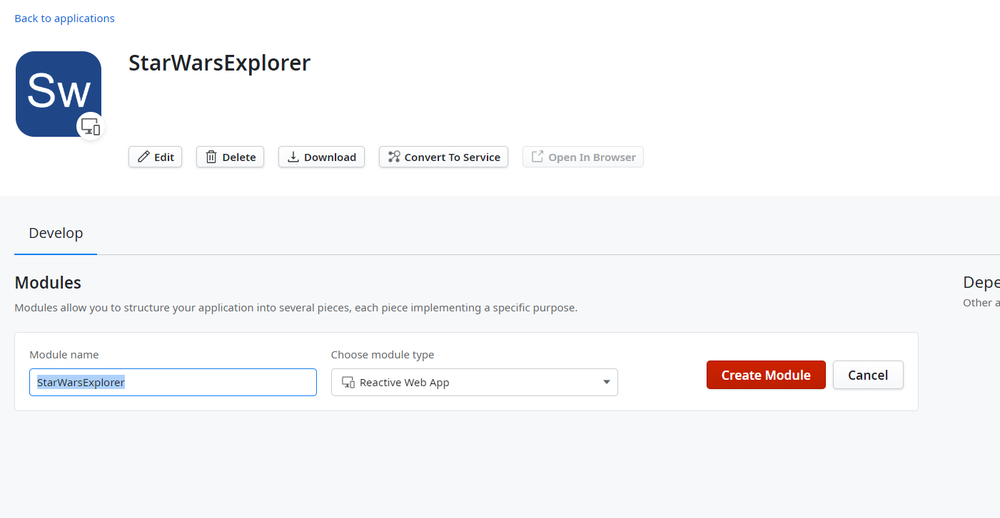 Back to applications
Sw
StarWarsExplorer
Edit Delete Download Convert To Service Open In Browser
Develop
Modules
Modules allow you to structure your application into several pieces, each piece implementing a specific purpose.
Depe
Other a
Module name Choose module type
StarWarsExplorer Reactive Web App Create Module Cancel